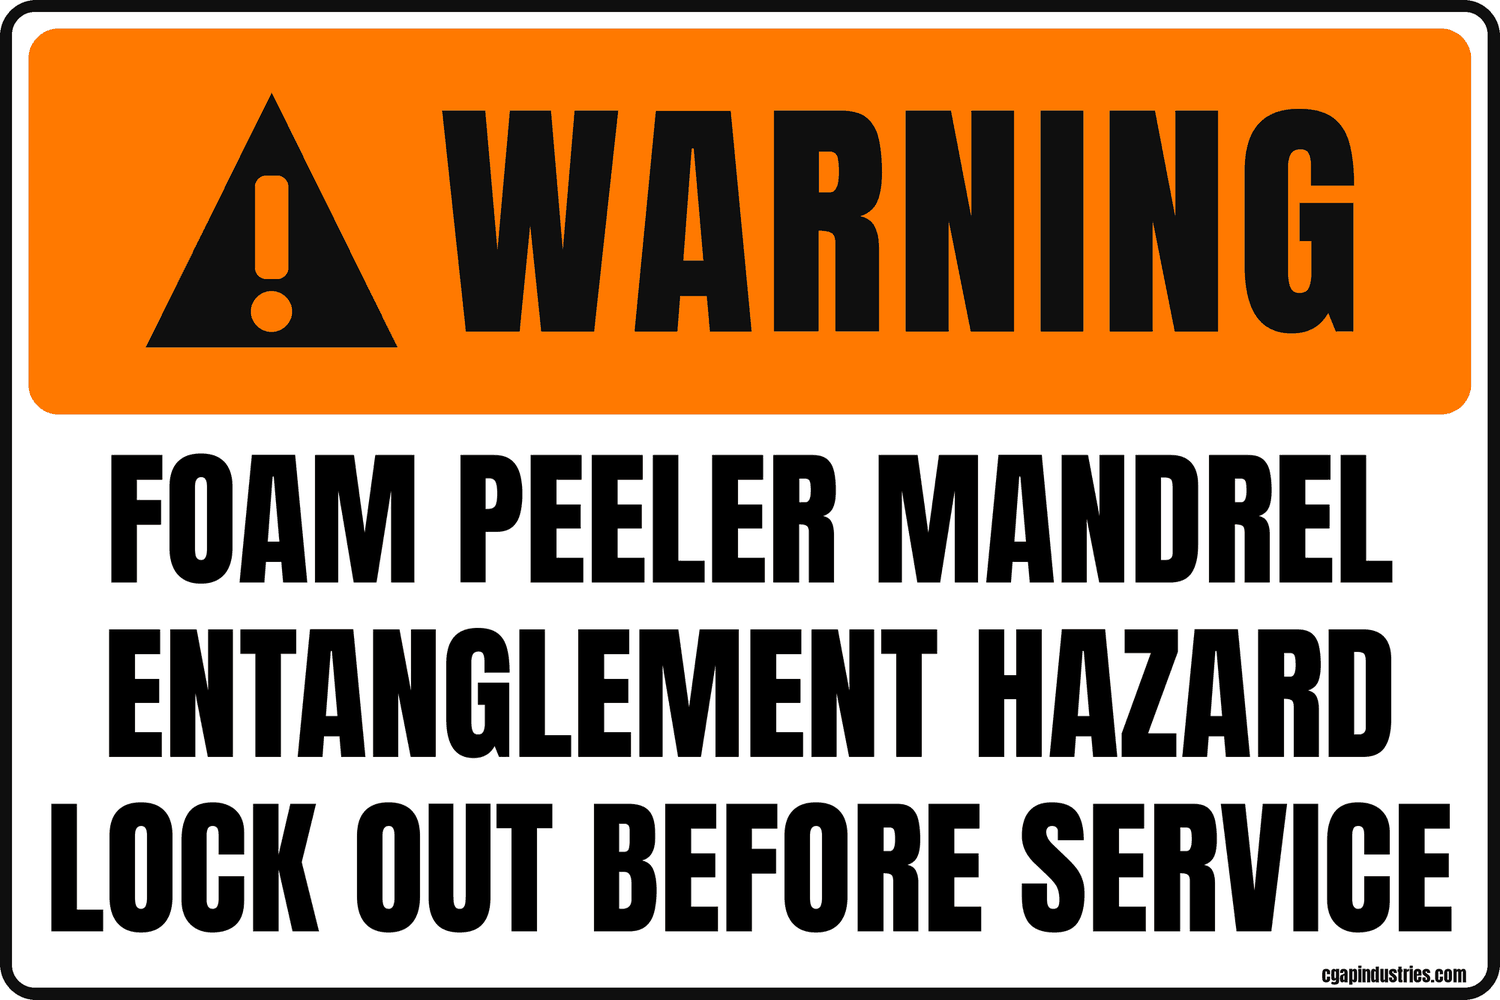 WARNING
FOAM PEELER MANDREL
ENTANGLEMENT HAZARD
LOCK OUT BEFORE SERVICE
cgapindustries.com